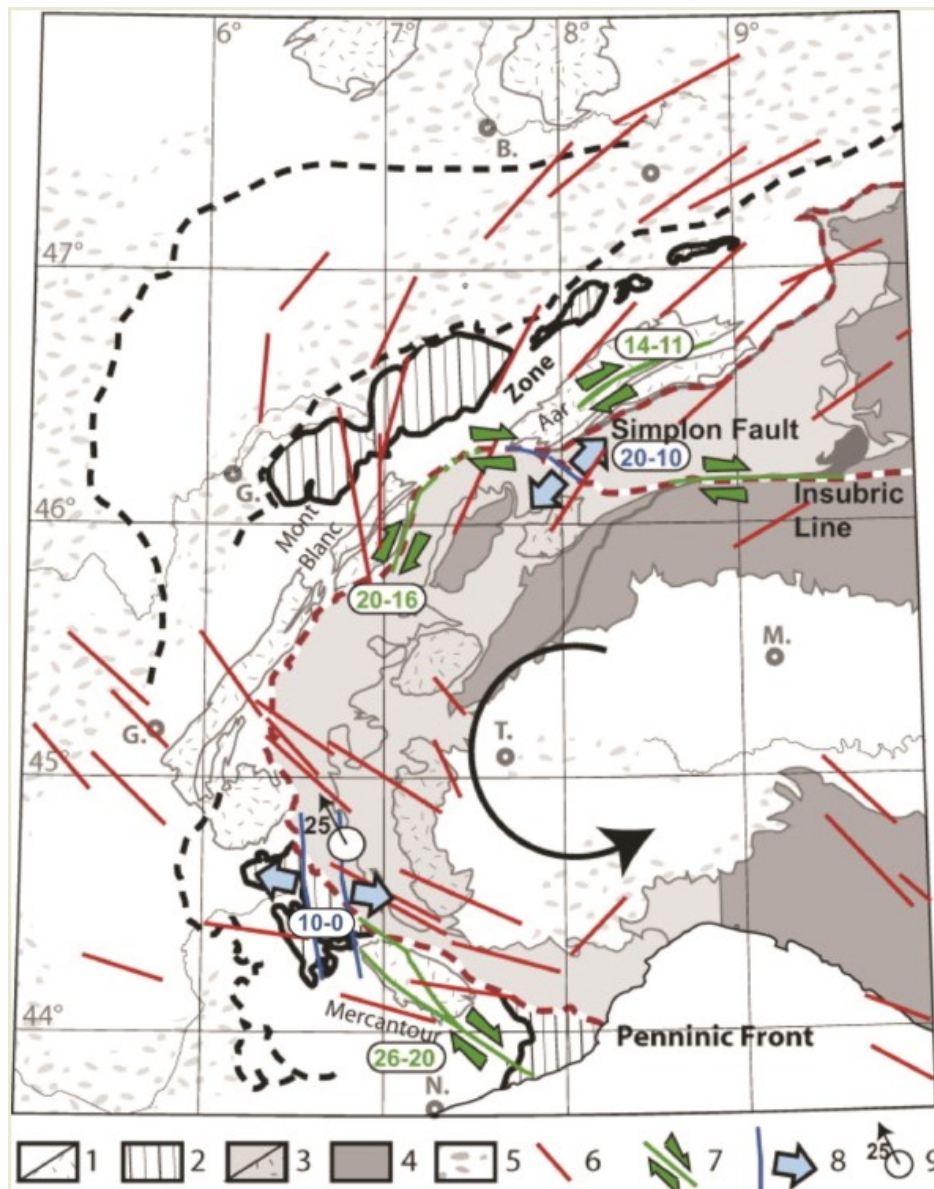 6° 7° 8° 9°
B.
47°
Zone
14-11
Aar
Simplon Fault
20-10
G.
Mont
Blanc
46°
Insubric
Line
20-16
M.
G.
T.
45°
25
10-0
44°
Mercantour
Penninic Front
26-20
N.
1 2 3 4 5 6 7 8 25 9